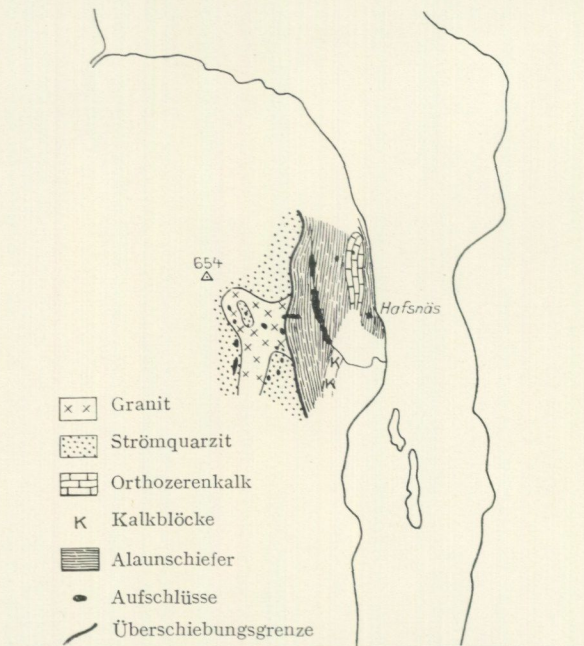 654
Hafsnäs
K
K
Granit
Strömquarzit
Orthozerenkalk
K Kalkblöcke
Alaunschiefer
Aufschlüsse
Überschiebungsgrenze